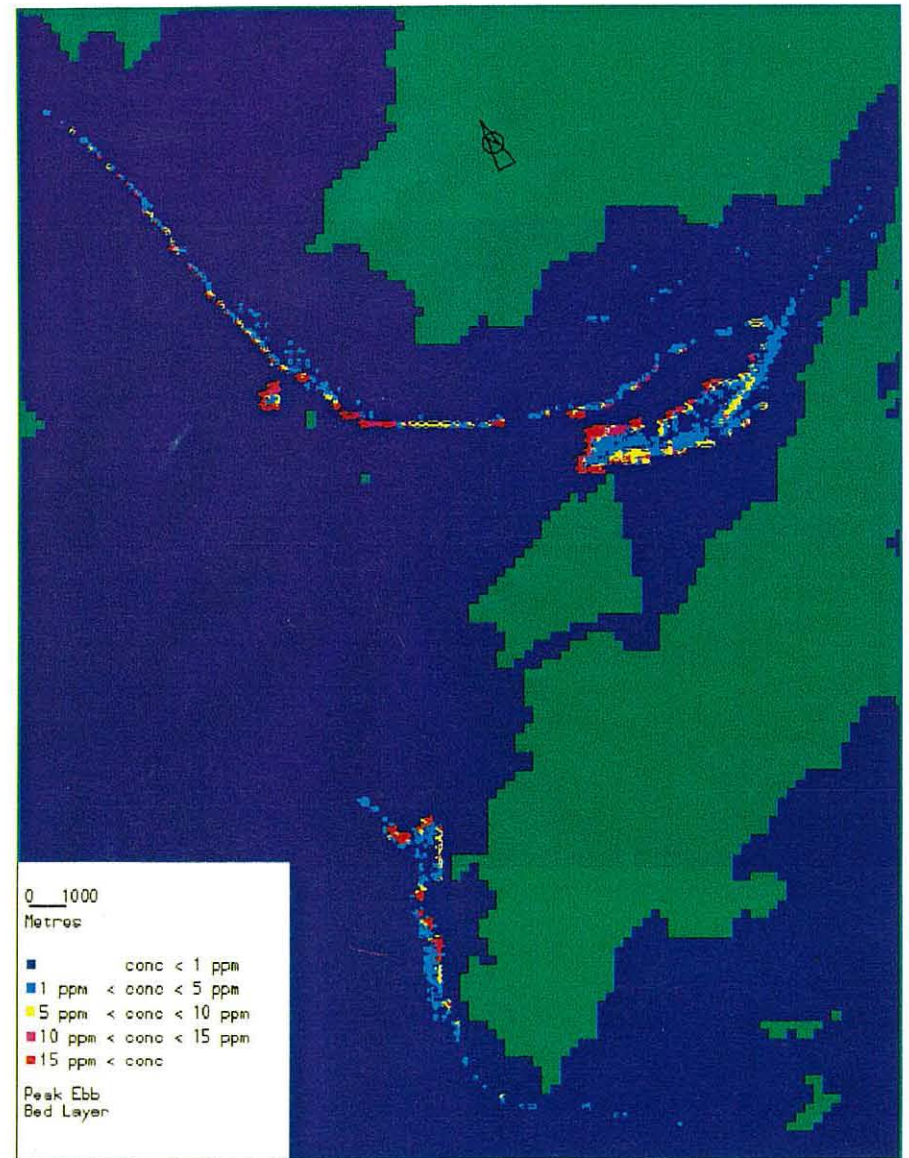 0 1000
Metres
conc < 1 ppm
1 ppm < conc < 5 ppm
5 ppm < conc < 10 ppm
10 ppm < conc < 15 ppm
15 ppm < conc
Peak Ebb
Bed Layer